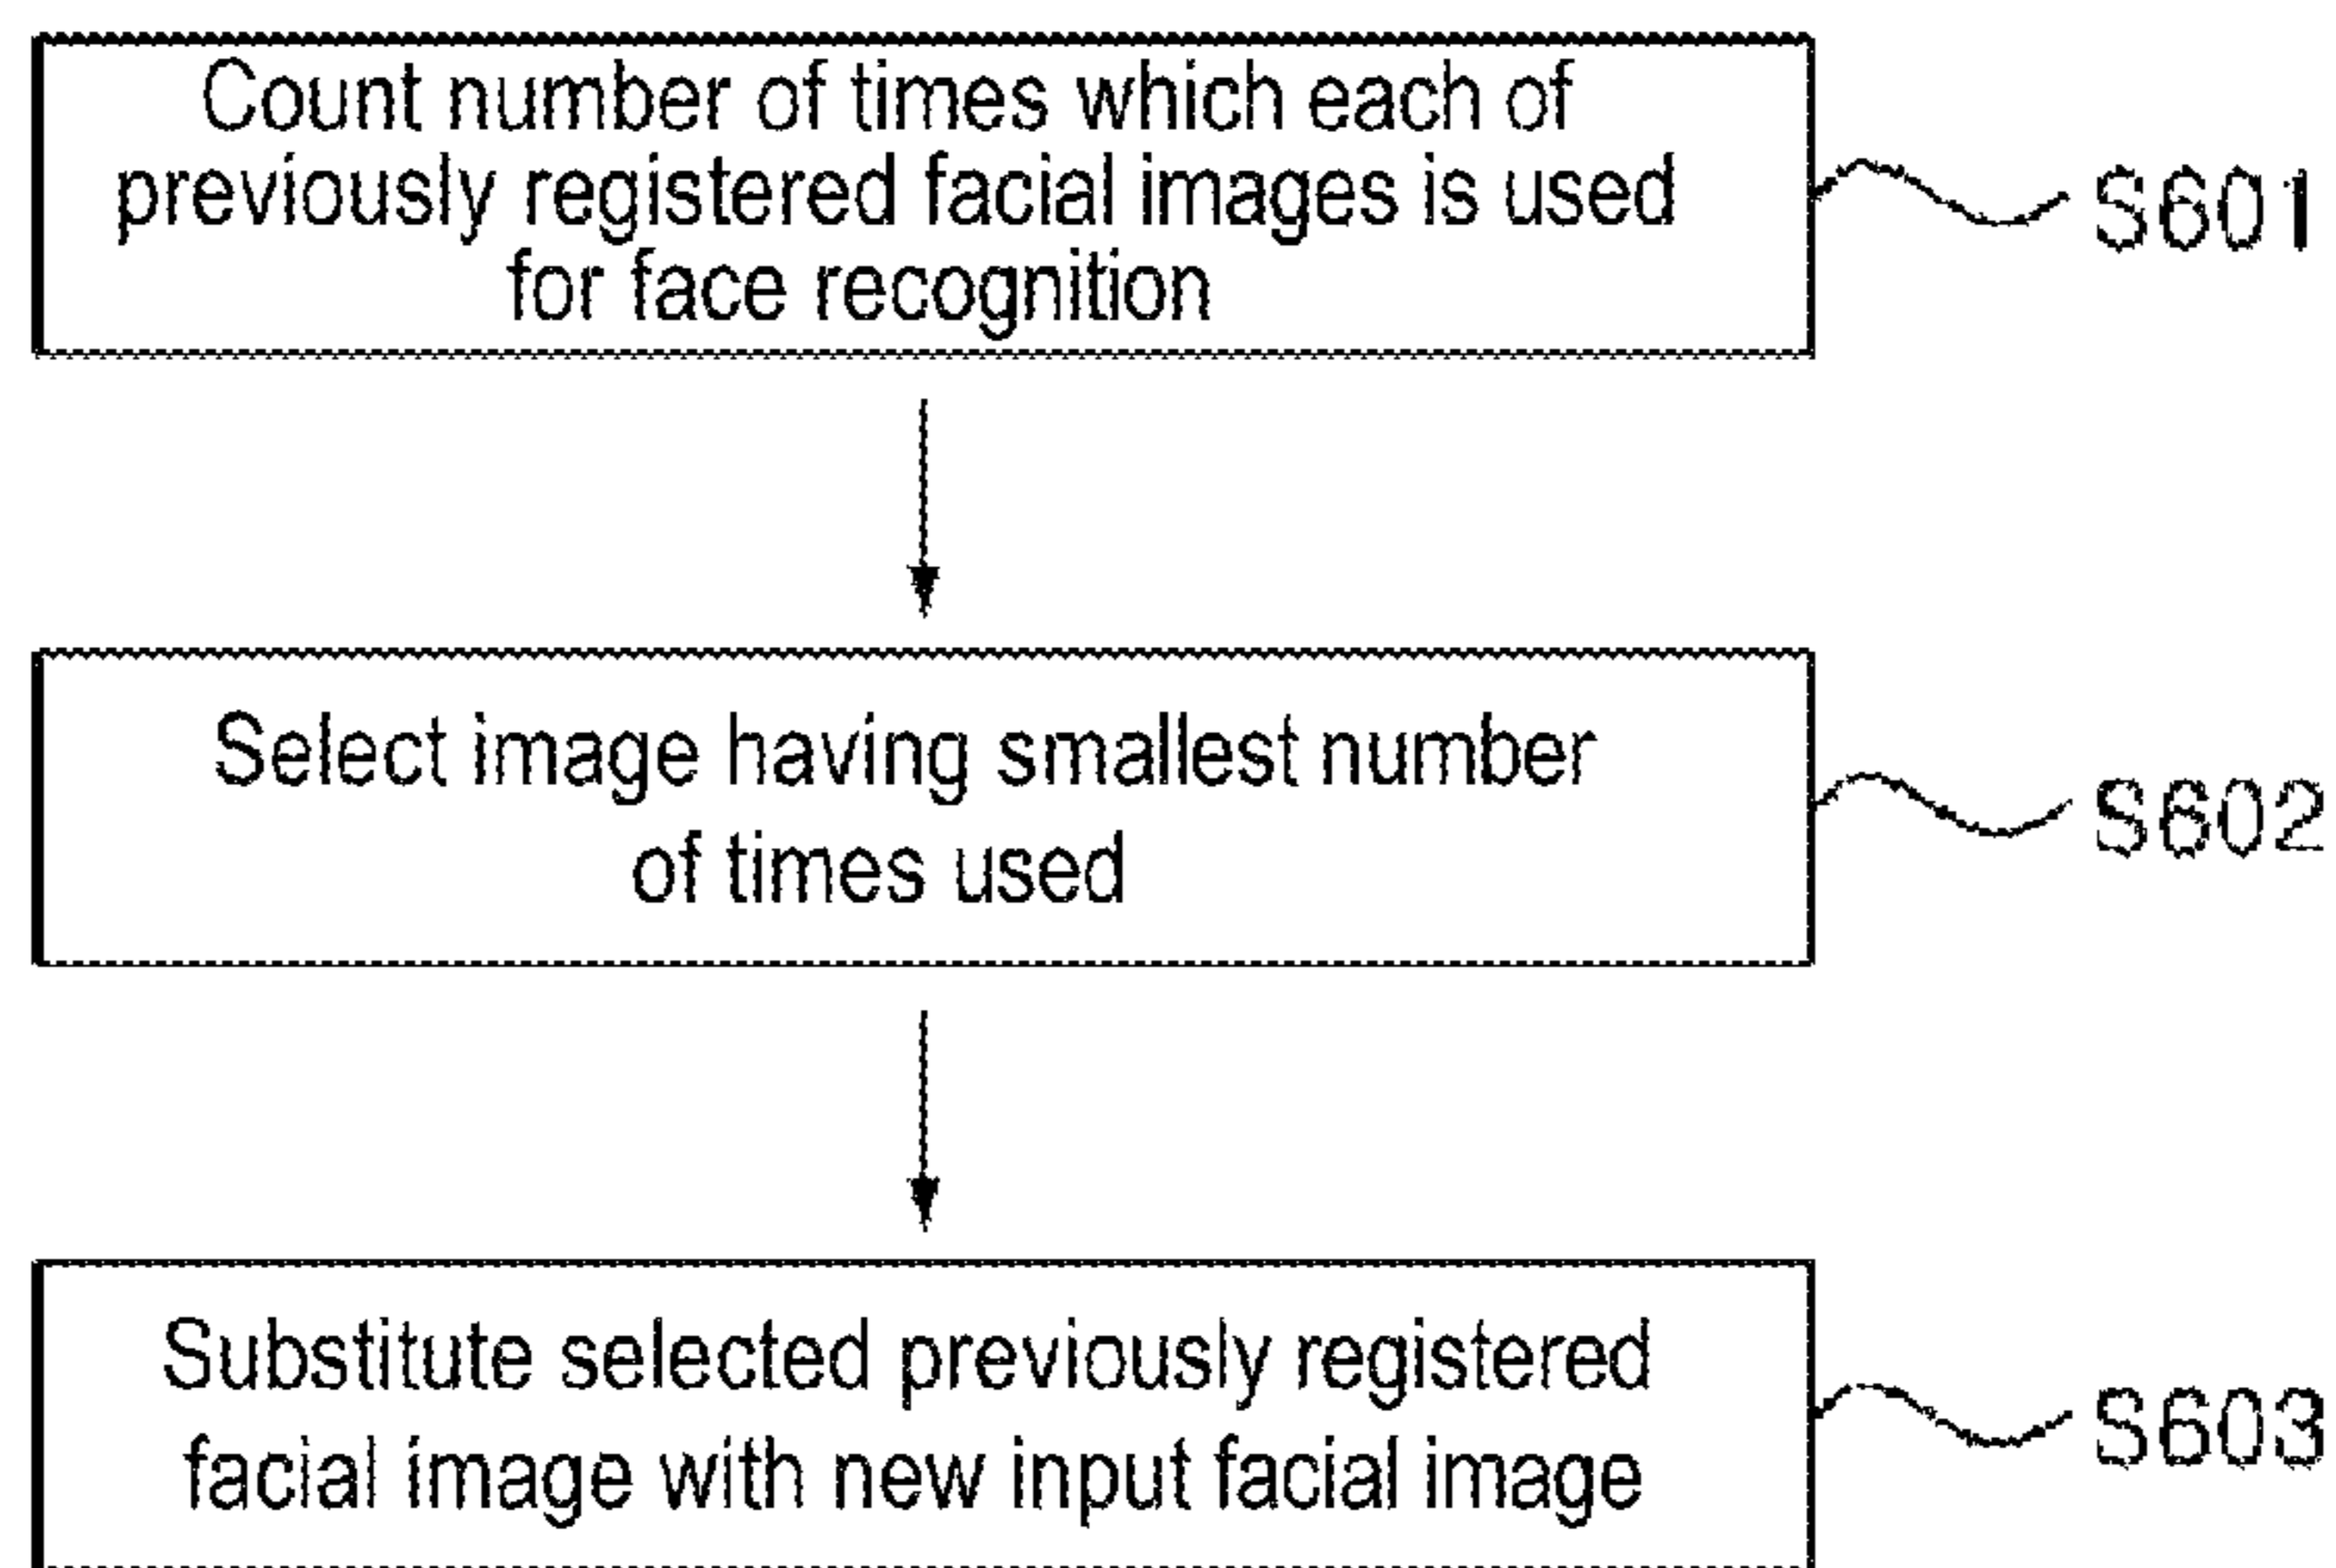 Count number of times which each of
previously registered facial images is used
for face recognition
S601
Select image having smallest number
of times used
S602
Substitute selected previously registered
facial image with new input facial image
S603